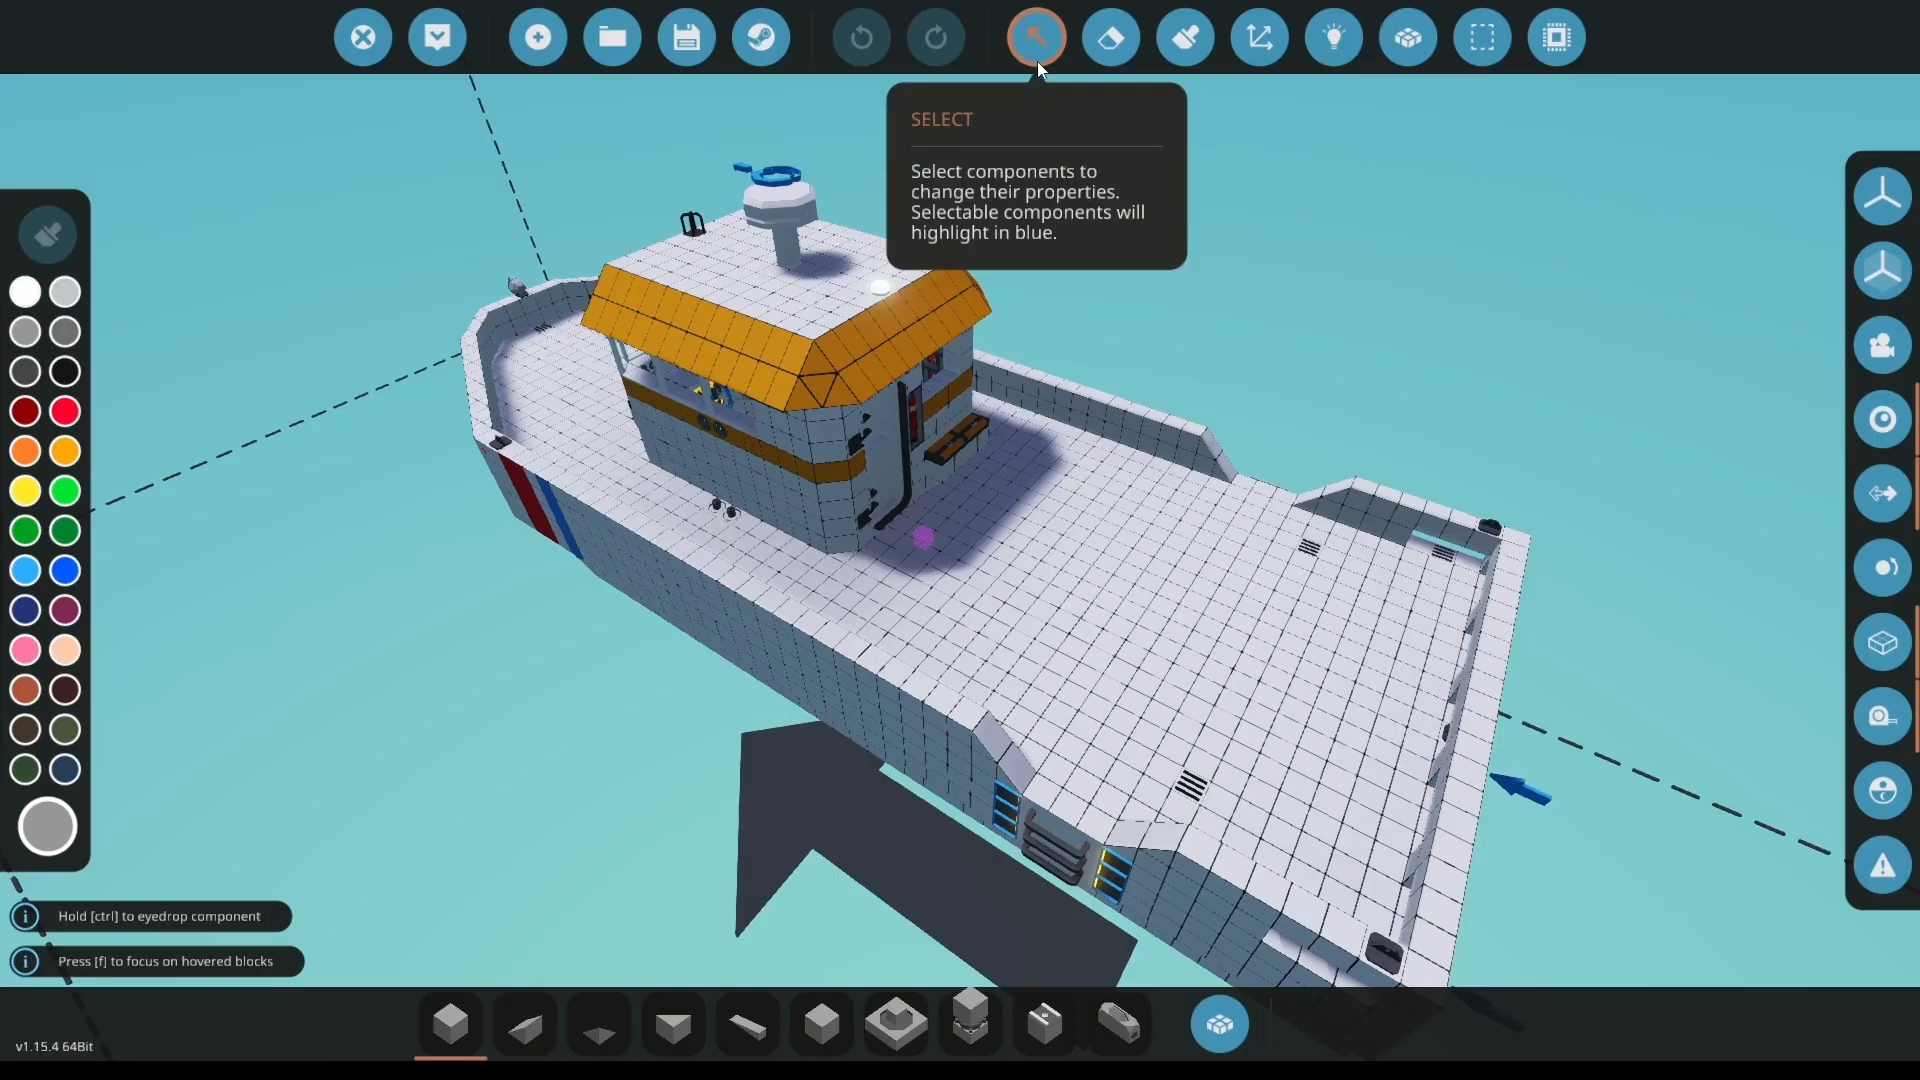 SELECT
Select components to
change their properties.
Selectable components will
highlight in blue.
Hold [ctrl] to eyedrop component
Press [f] to focus on hovered blocks
v1.15.4 64Bit